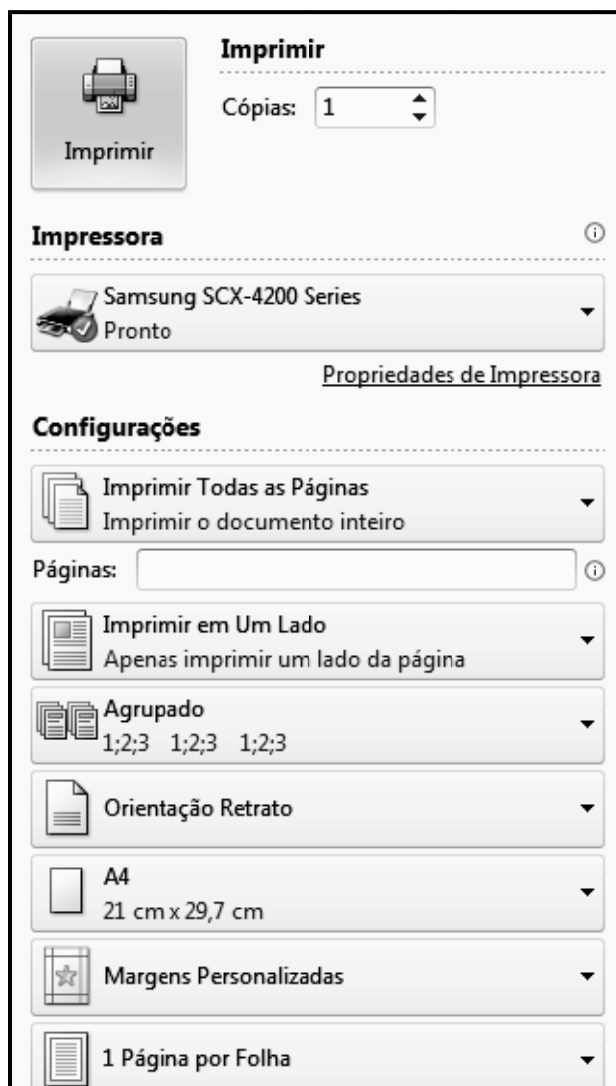 Imprimir
Imprimir
Cópias: 1
Impressora
Samsung SCX-4200 Series
Pronto
Propriedades de Impressora
Configurações
Imprimir Todas as Páginas
Imprimir o documento inteiro
Páginas:
Imprimir em Um Lado
Apenas imprimir um lado da página
Agrupado
1;2;3 1;2;3 1;2;3
Orientação Retrato
A4
21 cm x 29,7 cm
Margens Personalizadas
1 Página por Folha